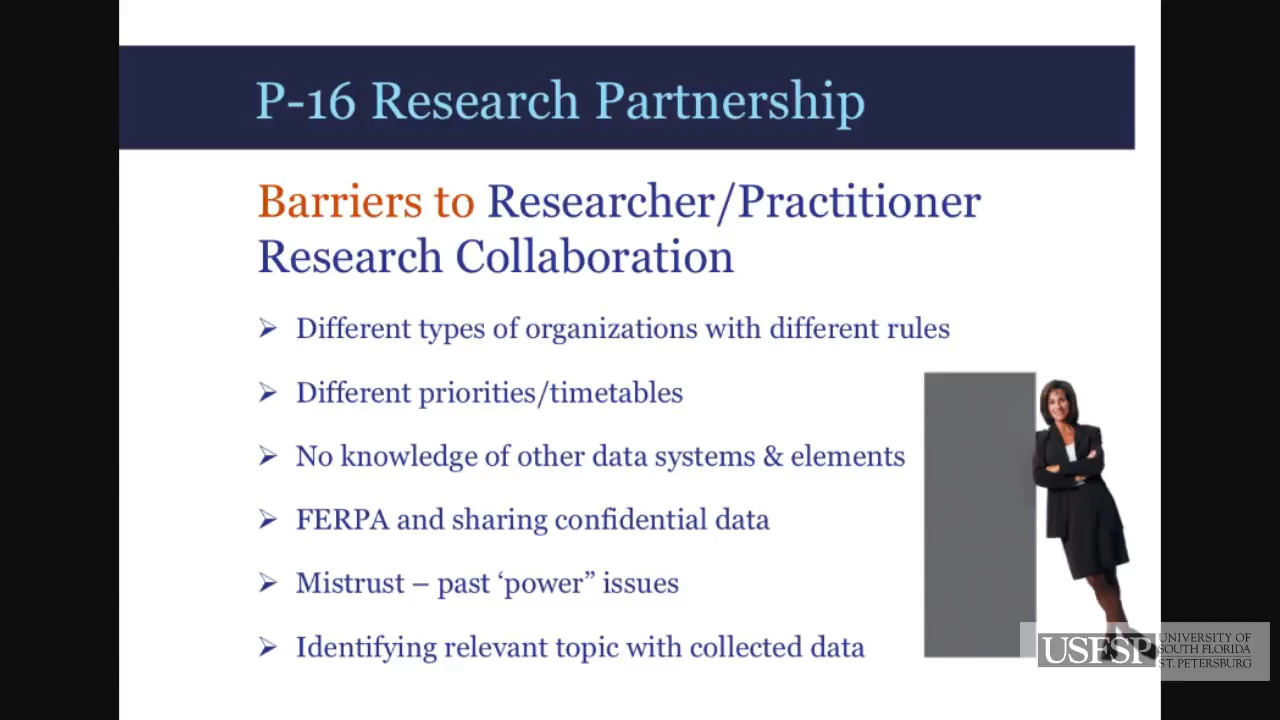 P-16 Research Partnership
Barriers to Researcher/Practitioner
Research Collaboration
➢ Different types of organizations with different rules
➢ Different priorities/timetables
➢ No knowledge of other data systems & elements
➢ FERPA and sharing confidential data
➢ Mistrust – past ‘power” issues
➢ Identifying relevant topic with collected data
USFSP
UNIVERSITY OF
SOUTH FLORIDA
ST. PETERSBURG